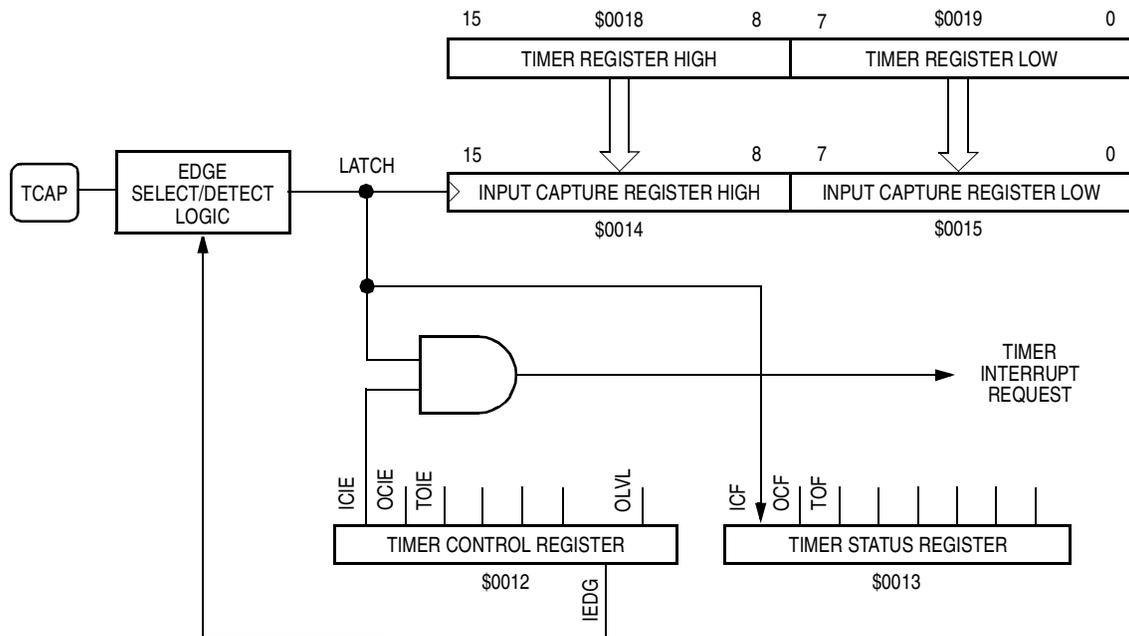 15 $0018 8 7 $0019 0
TIMER REGISTER HIGH TIMER REGISTER LOW
15 8 7 0
TCAP
EDGE
SELECT/DETECT
LOGIC
LATCH
INPUT CAPTURE REGISTER HIGH INPUT CAPTURE REGISTER LOW
$0014 $0015
TIMER
INTERRUPT
REQUEST
ICIE
OCIE
TOIE
OLVL
ICF
OCF
TOF
TIMER CONTROL REGISTER
TIMER STATUS REGISTER
$0012
IEDG
$0013